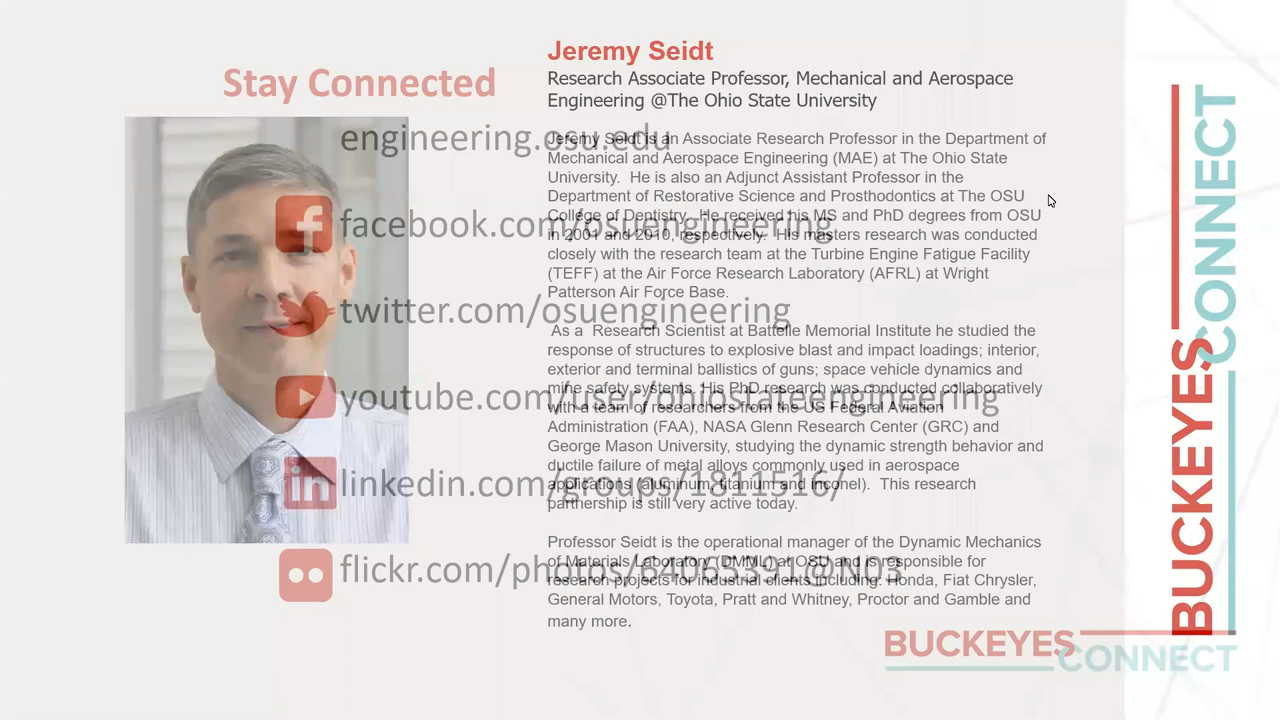 Jeremy Seidt
Research Associate Professor, Mechanical and Aerospace
Engineering @The Ohio State University
Jeremy Seidt is an Associate Research Professor in the Department of
Mechanical and Aerospace Engineering (MAE) at The Ohio State
University.  He is also an Adjunct Assistant Professor in the
Department of Restorative Science and Prosthodontics at The OSU
College of Dentistry.  He received his MS and PhD degrees from OSU
in 2001 and 2010, respectively.  His masters research was conducted
closely with the research team at the Turbine Engine Fatigue Facility
(TEFF) at the Air Force Research Laboratory (AFRL) at Wright
Patterson Air Force Base.
As a  Research Scientist at Battelle Memorial Institute he studied the
response of structures to explosive blast and impact loadings; interior,
exterior and terminal ballistics of guns; space vehicle dynamics and
mine safety systems.  His PhD research was conducted collaboratively
with a team of researchers from the US Federal Aviation
Administration (FAA), NASA Glenn Research Center (GRC) and
George Mason University, studying the dynamic strength behavior and
ductile failure of metal alloys commonly used in aerospace
applications (aluminum, titanium and inconel).  This research
partnership is still very active today.
Professor Seidt is the operational manager of the Dynamic Mechanics
of Materials Laboratory (DMML) at OSU and is responsible for
research projects for industrial clients including: Honda, Fiat Chrysler,
General Motors, Toyota, Pratt and Whitney, Proctor and Gamble and
many more.
Stay Connected
engineering.osu.edu
facebook.com/osuengineering
twitter.com/osuengineering
youtube.com/user/ohiostateengineering
linkedin.com/groups/1811516/
flickr.com/photos/64065391@N03
BUCKEYES
CONNECT
BUCKEYES
CONNECT